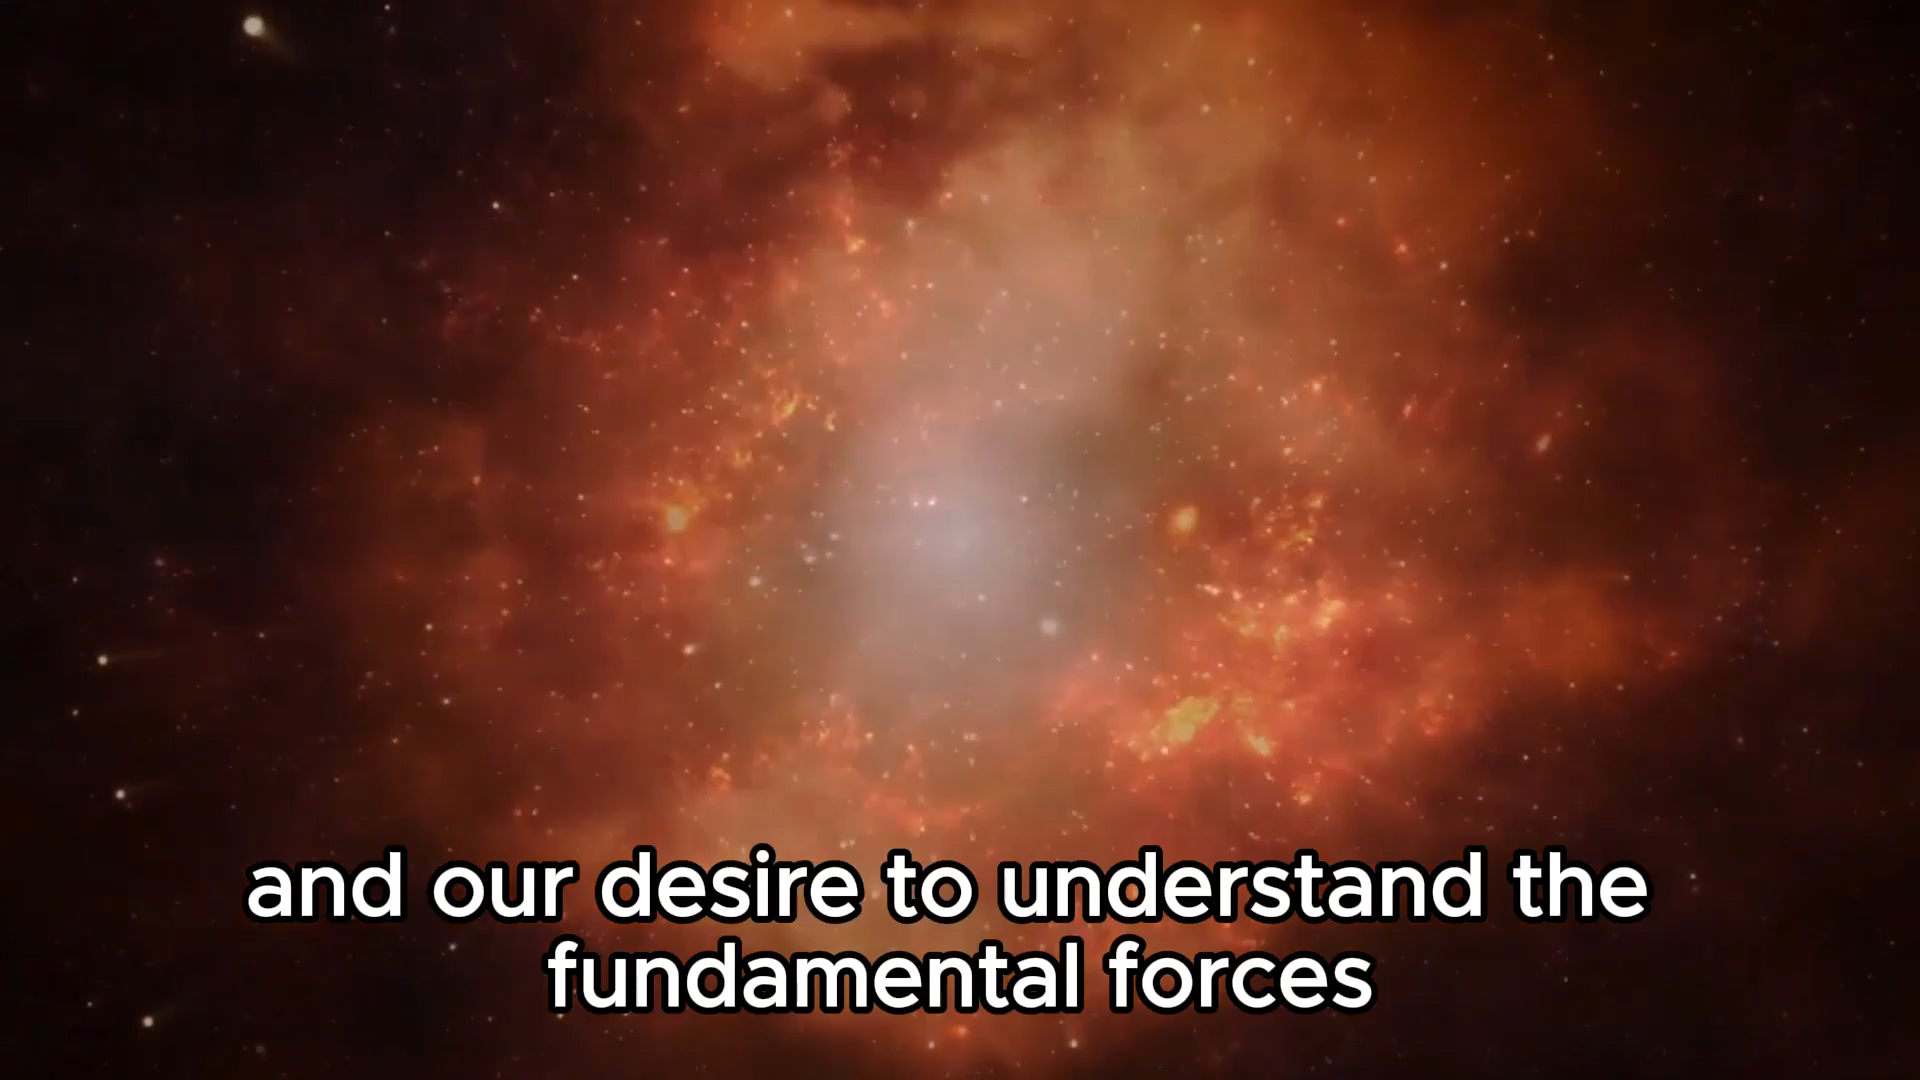 and our desire to understand the
fundamental forces